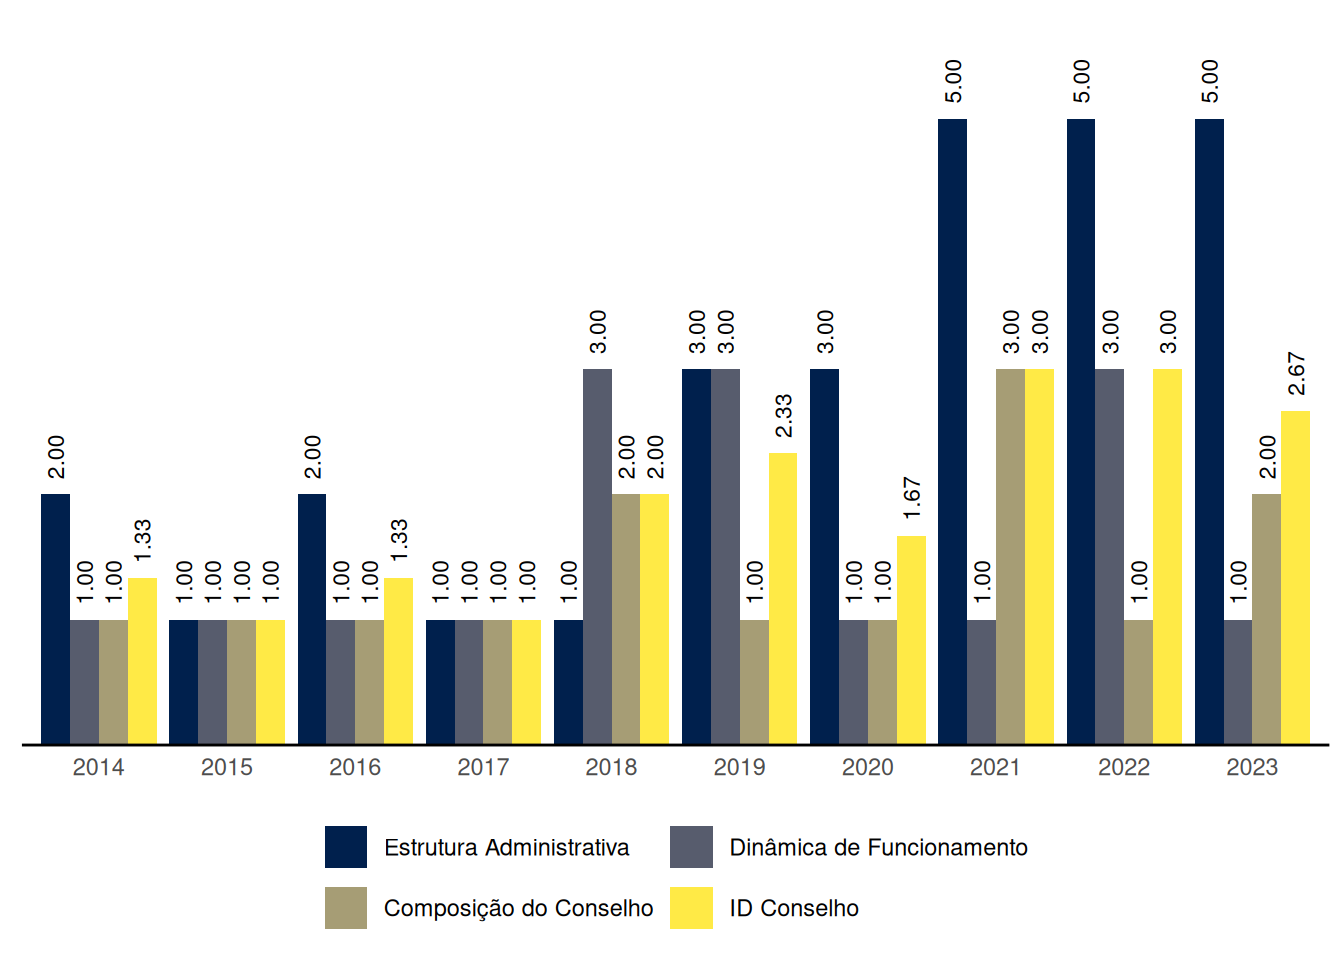 5.00 5.00 5.00
3.00 3.00 3.00 3.00 3.00 3.00 3.00 3.00
2.67
2.33
2.00 2.00 2.00 2.00 2.00
1.67
1.33 1.33
1.00 1.00 1.00 1.00 1.00 1.00 1.00 1.00 1.00 1.00 1.00 1.00 1.00 1.00 1.00 1.00 1.00 1.00 1.00 1.00
2014 2015 2016 2017 2018 2019 2020 2021 2022 2023
Estrutura Administrativa Dinâmica de Funcionamento
Composição do Conselho ID Conselho